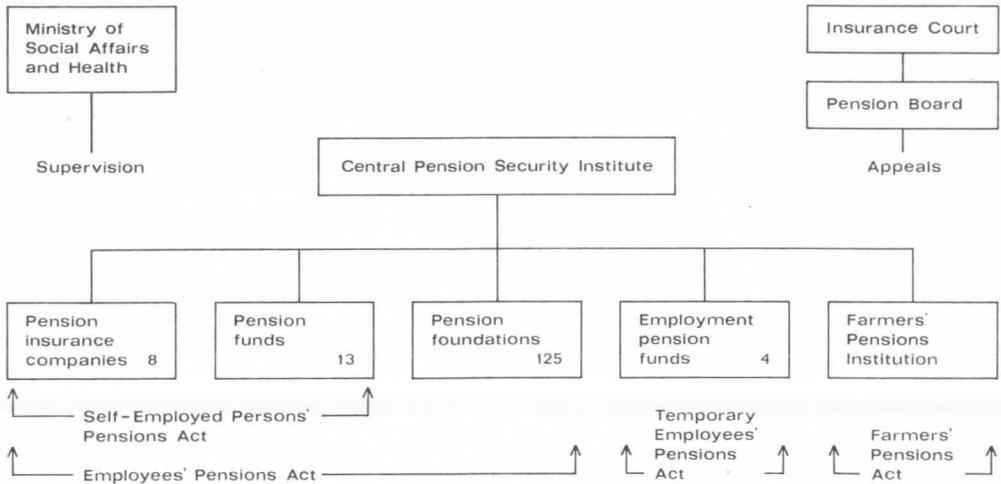 Ministry of
Social Affairs
and Health
Supervision
Insurance Court
Pension Board
Appeals
Central Pension Security Institute
Pension
insurance
companies 8
Pension
funds
13
Pension
foundations
125
Employment
pension
funds 4
Farmers'
Pensions
Institution
Self-Employed Persons'
Pensions Act
Employees' Pensions Act
Temporary
Employees'
Pensions
Act
Farmers'
Pensions
Act